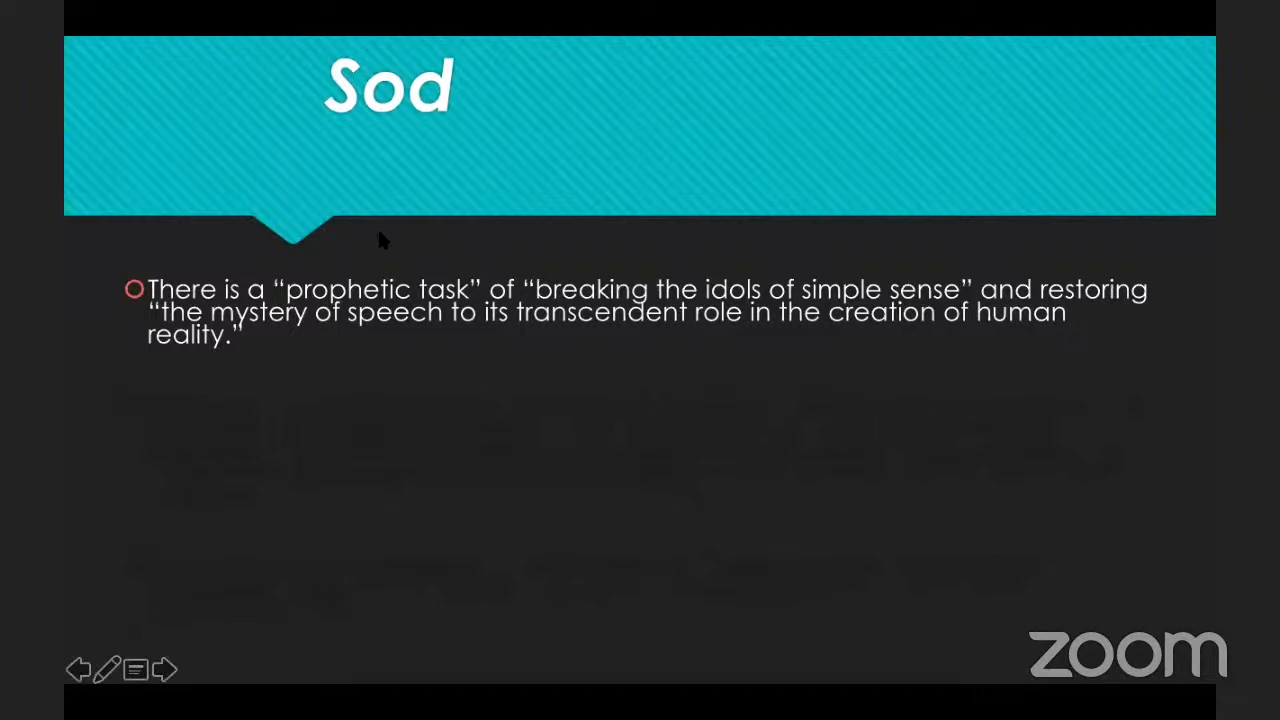 Sod
There is a “prophetic task” of “breaking the idols of simple sense” and restoring
“the mystery of speech to its transcendent role in the creation of human
reality.”
zoom